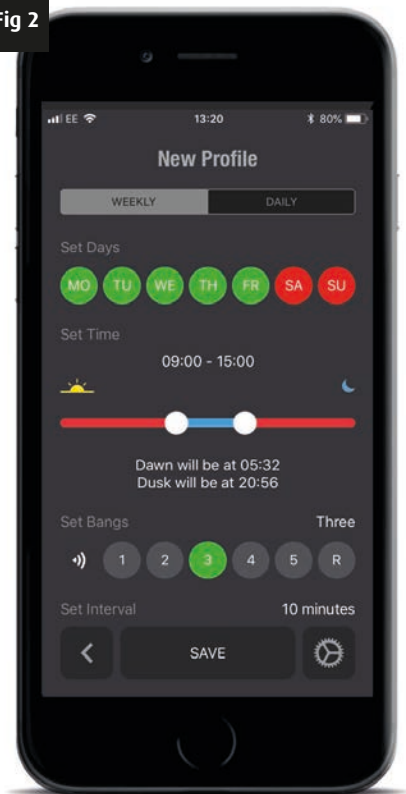 Fig 2
EE 13:20 80%
New Profile
WEEKLY DAILY
Set Days
MO TU WE TH FR SA SU
Set Time
09:00 - 15:00
Dawn will be at 05:32
Dusk will be at 20:56
Set Bangs Three
1 2 3 4 5 R
Set Interval 10 minutes
SAVE